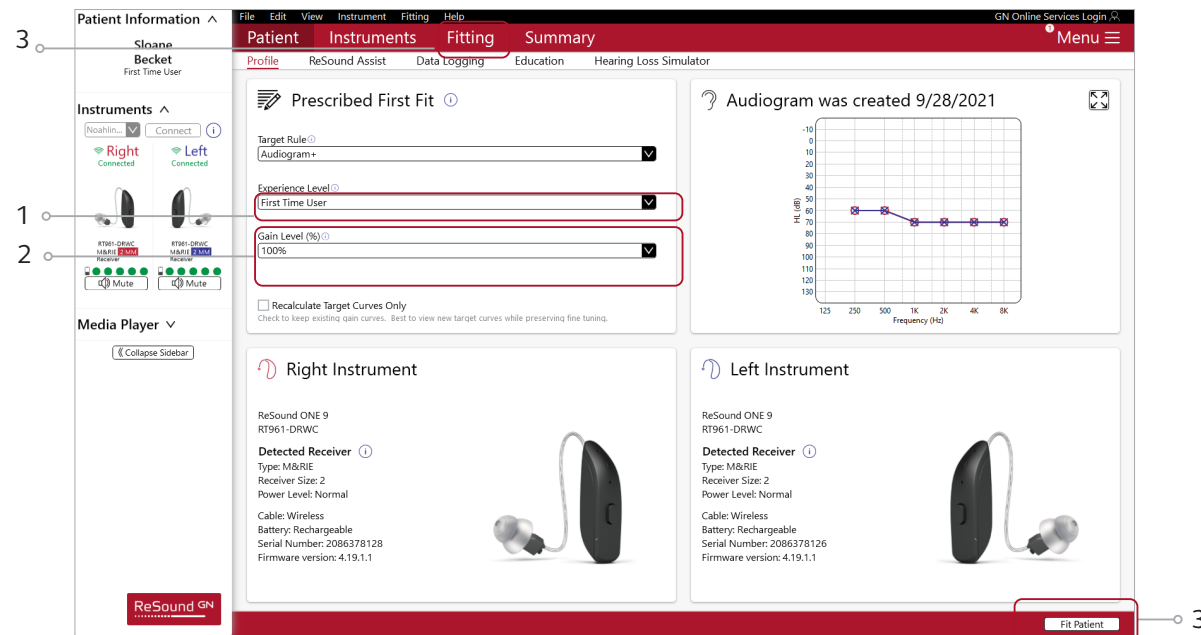 Patient Information
Sloane
Becket
First Time User
Instruments
Noahlin...
Connect
Right
Left
Connected
Connected
RT961-DRWC
M&RIE 2 MM
Receiver
RT961-DRWC
M&RIE 2 MM
Receiver
Mute
Mute
Media Player
Collapse Sidebar
ReSound GN
File Edit View Instrument Fitting Help
GN Online Services Login
Patient Instruments Fitting Summary
1
Menu
Profile ReSound Assist Data Logging Education Hearing Loss Simulator
Prescribed First Fit
Target Rule
Audiogram+
Experience Level
First Time User
Gain Level (%)
100%
Recalculate Target Curves Only
Check to keep existing gain curves. Best to view new target curves while preserving fine tuning.
Audiogram was created 9/28/2021
-10
0
10
20
30
40
50
60
70
80
90
100
110
120
130
HL (dB)
125 250 500 1K 2K 4K 8K
Frequency (Hz)
Right Instrument
ReSound ONE 9
RT961-DRWC
Detected Receiver
Type: M&RIE
Receiver Size: 2
Power Level: Normal
Cable: Wireless
Battery: Rechargeable
Serial Number: 2086378128
Firmware version: 4.19.1.1
Left Instrument
ReSound ONE 9
RT961-DRWC
Detected Receiver
Type: M&RIE
Receiver Size: 2
Power Level: Normal
Cable: Wireless
Battery: Rechargeable
Serial Number: 2086378126
Firmware version: 4.19.1.1
Fit Patient
3
1
2
3